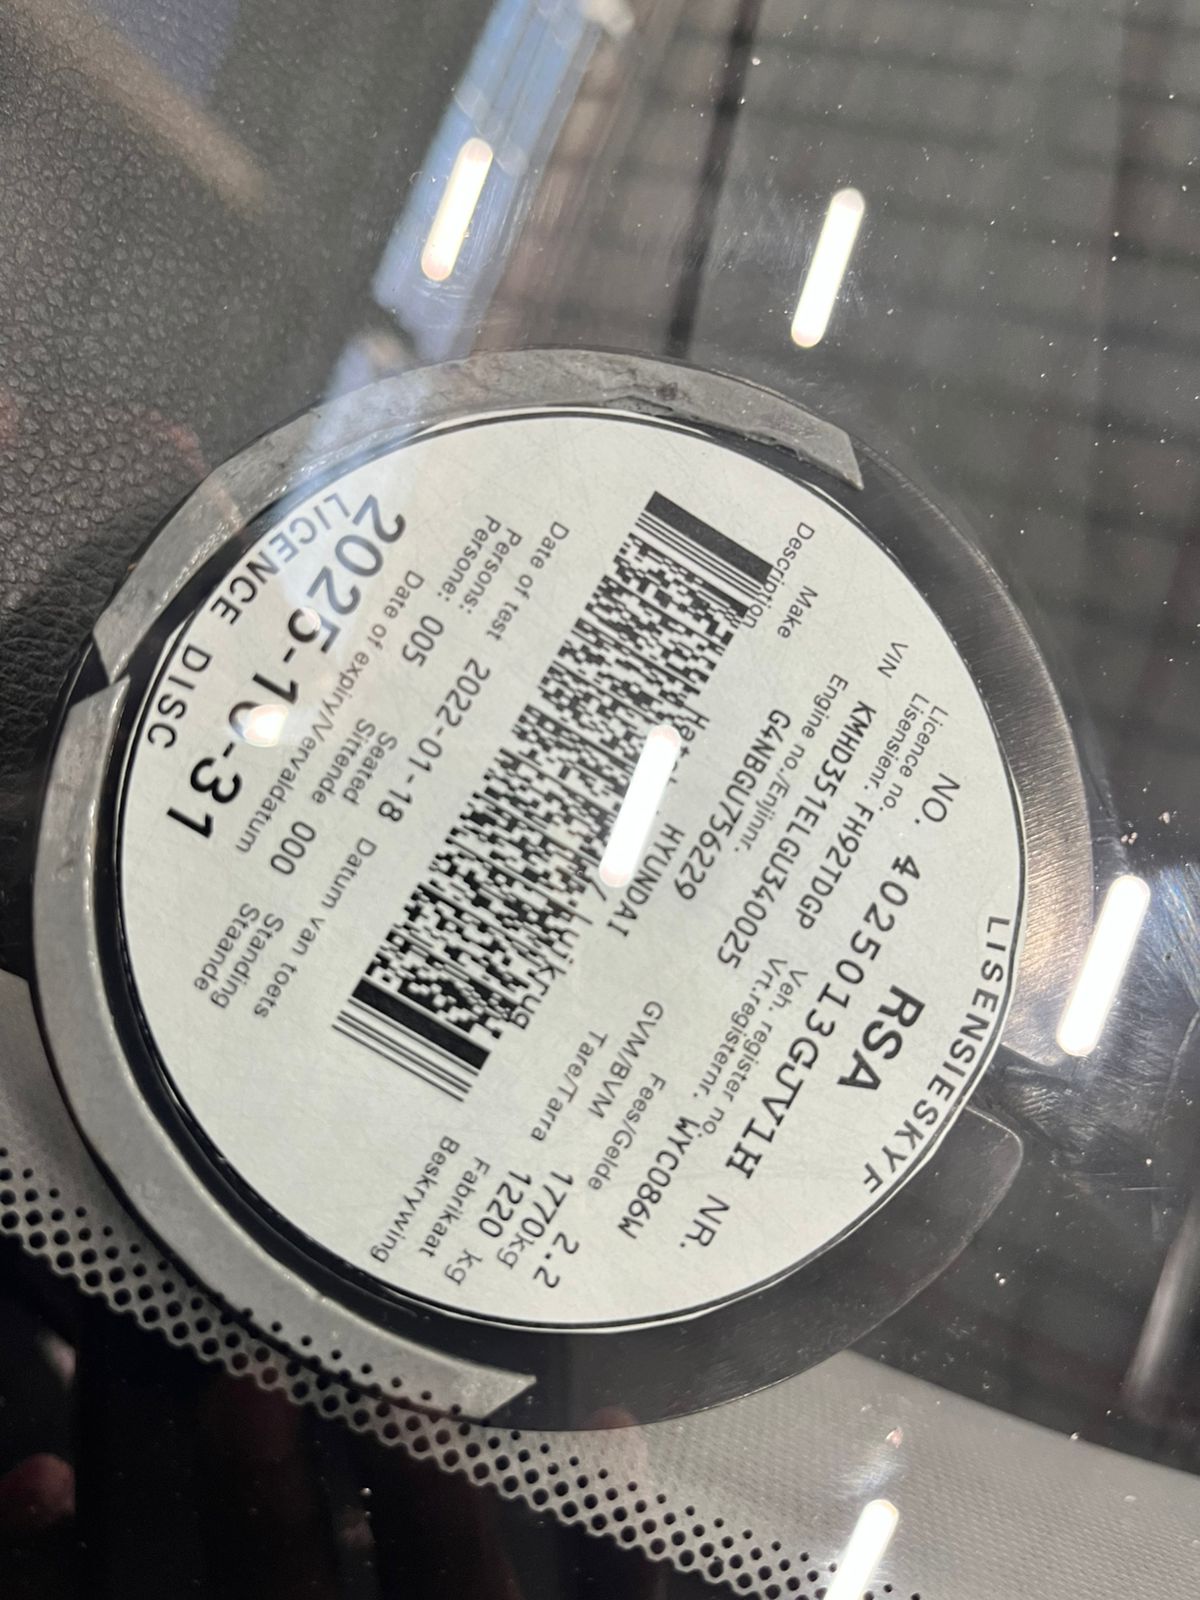 LISENSIESKYF
RSA
NO. 4025013GJV1H NR.
Licence no.
Lisensienr. FH92TDGP
Veh. register no.
Vrt.registernr. WYC086W
VIN KMHD351ELGU340025
Engine no./Enjinnr.
G4NBGU756229
Fees/Gelde 2.2
GVM/BVM 1770kg
Tare/Tarra 1220 kg
Make HYUNDAI Fabrikaat
Description luikrug Beskrywing
Date of test 2022-01-18 Datum van toets
Persons: Seated Standing
Persone: 005 Sittende 000 Staande
Date of expiry/Vervaldatum
2025-10-31
LICENCE DISC